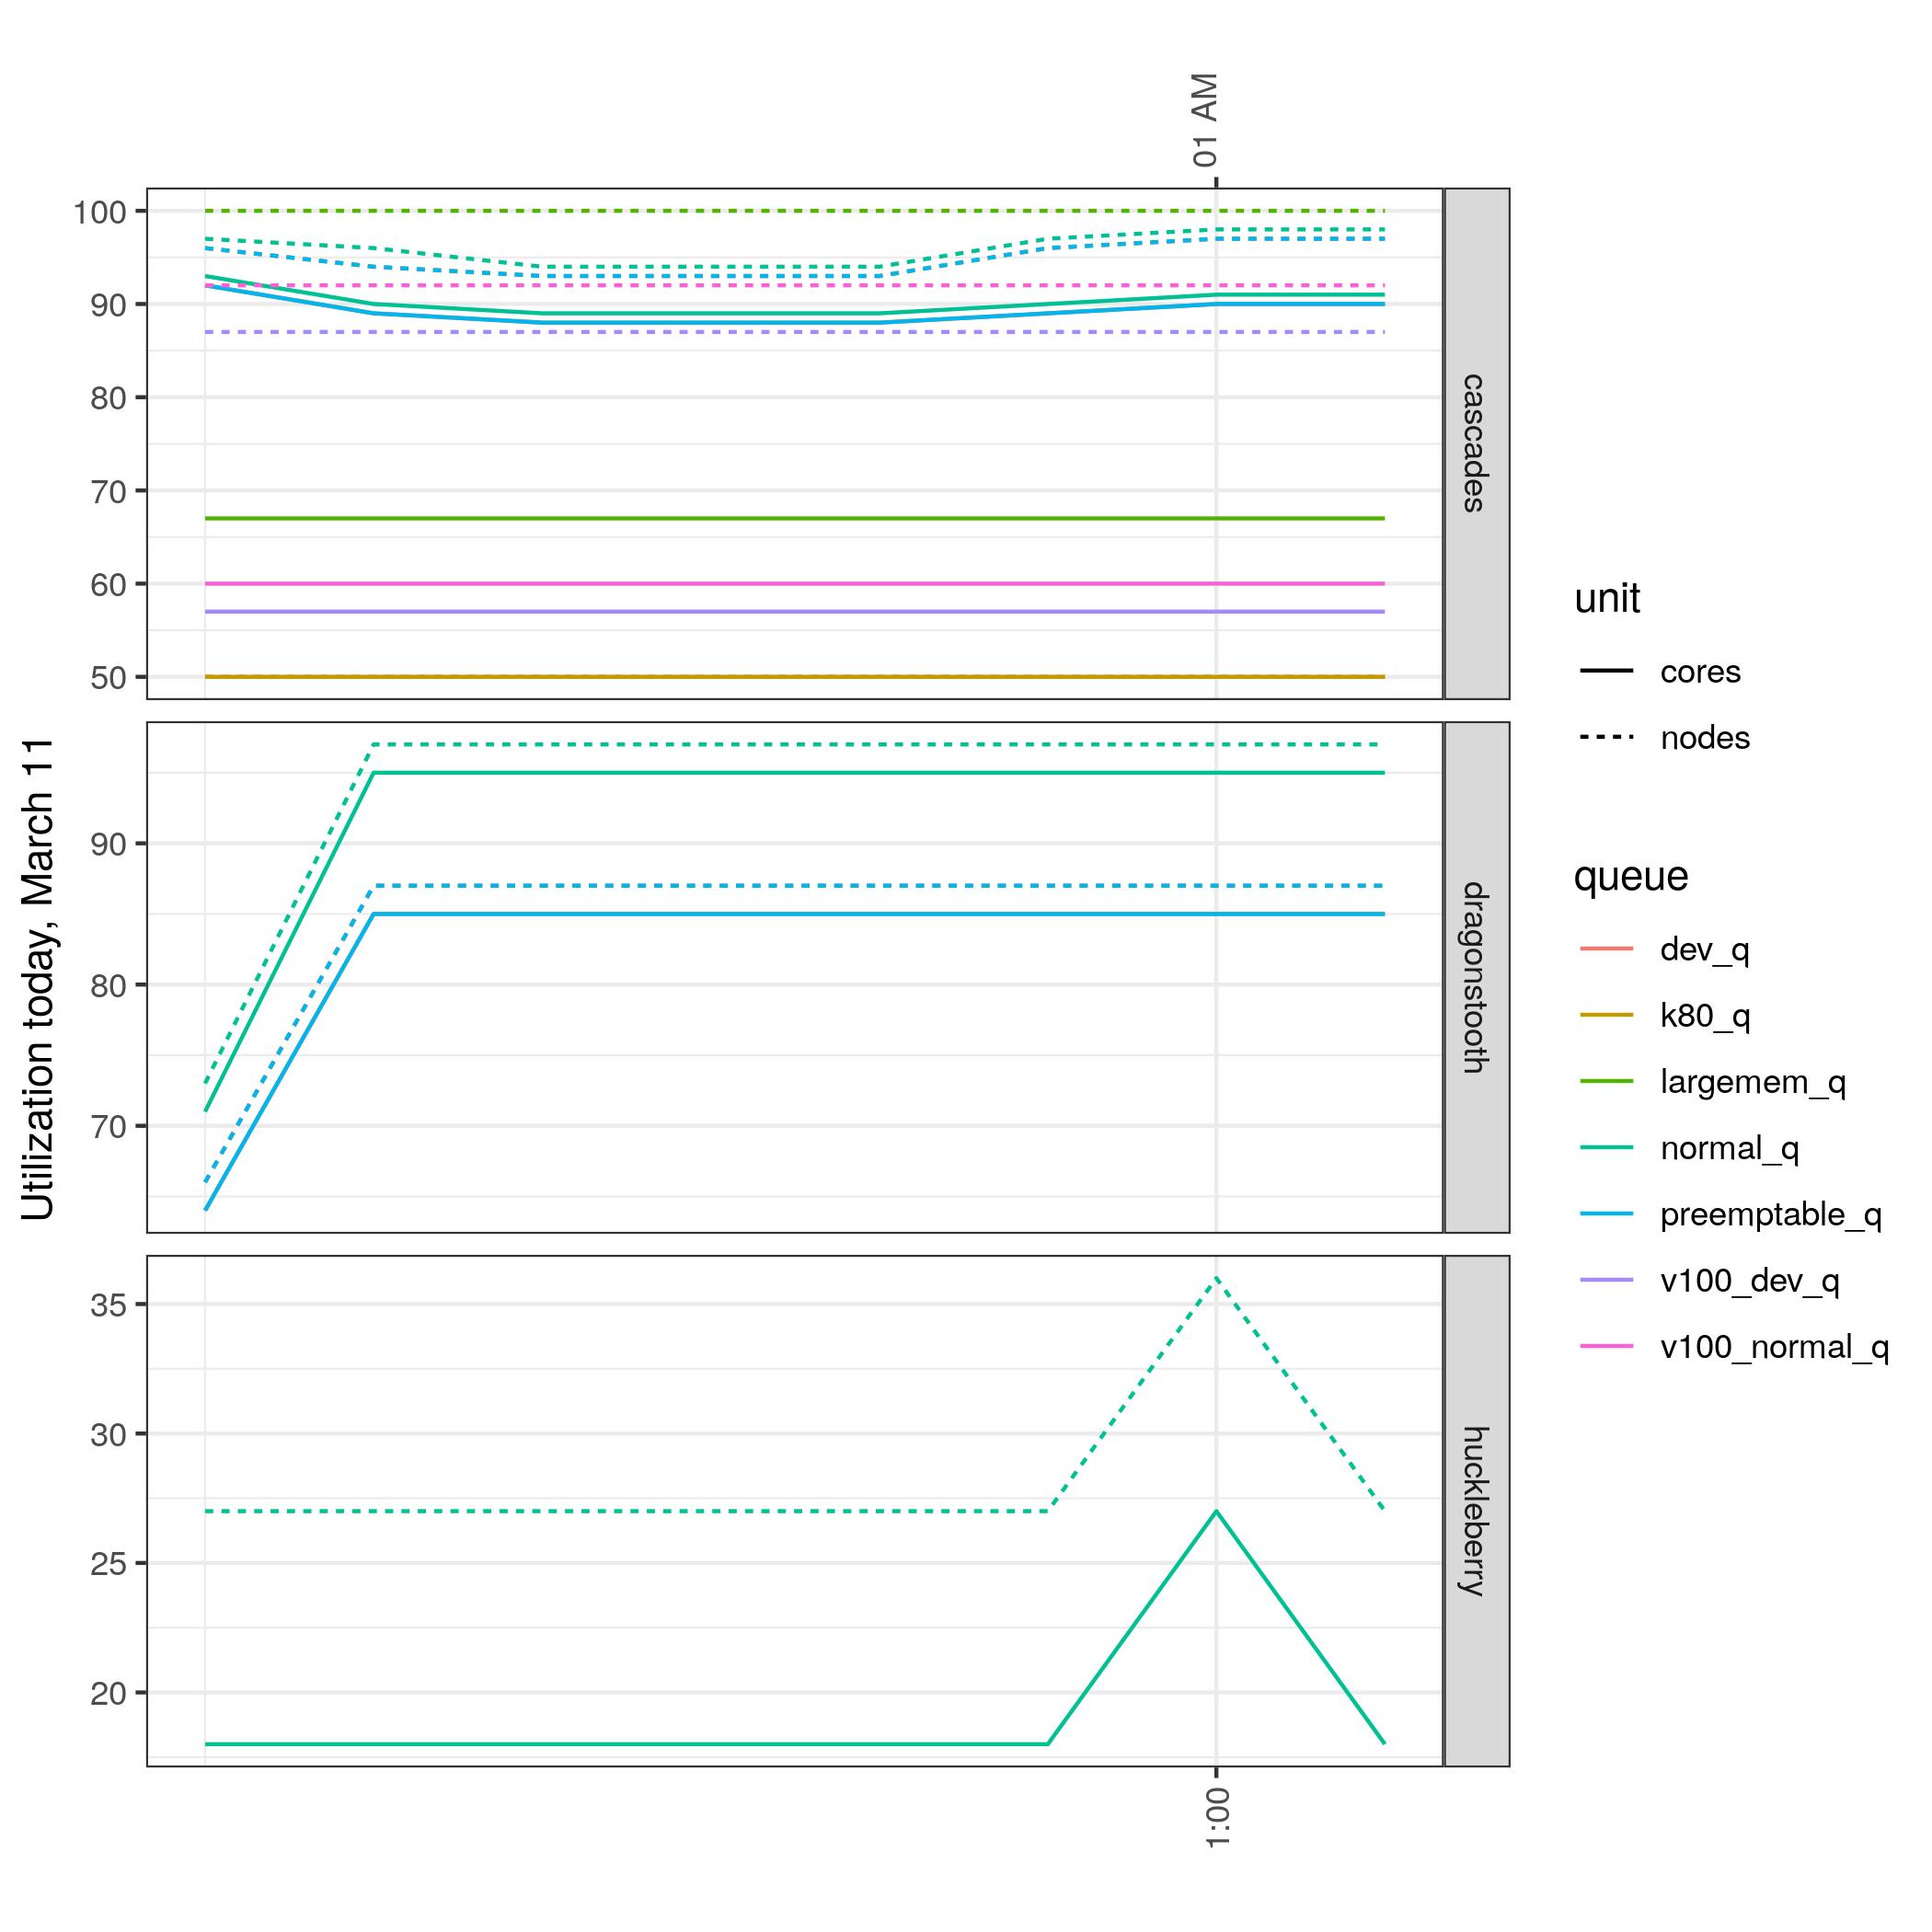 01 AM
100
90
80
70
60
50
cascades
90
80
70
dragonstooth
35
30
25
20
huckleberry
1:00
Utilization today, March 11
unit
cores
nodes
queue
dev_q
k80_q
largemem_q
normal_q
preemptable_q
v100_dev_q
v100_normal_q